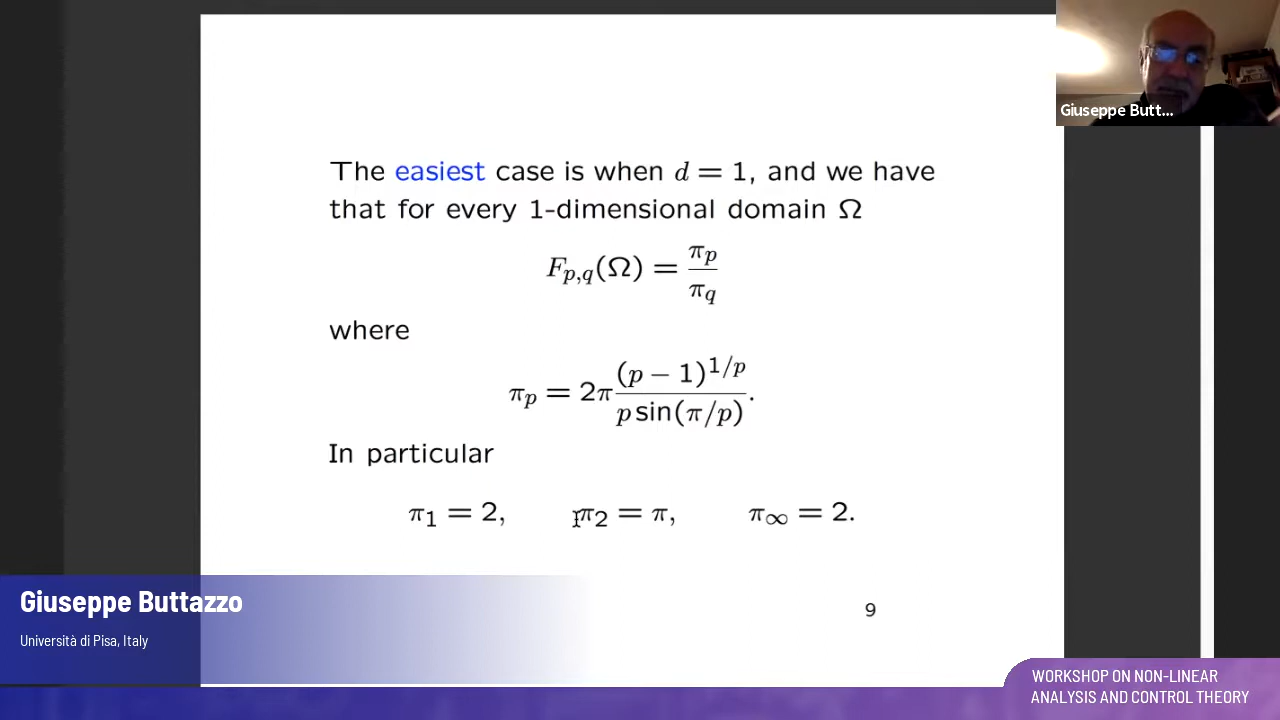 Giuseppe Butt...
The easiest case is when d = 1, and we have
that for every 1-dimensional domain Ω
F_{p,q}(Ω) = π_p / π_q
where
π_p = 2π (p − 1)^{1/p} / p sin(π/p) .
In particular
π_1 = 2, π_2 = π, π_∞ = 2.
9
Giuseppe Buttazzo
Università di Pisa, Italy
WORKSHOP ON NON-LINEAR
ANALYSIS AND CONTROL THEORY